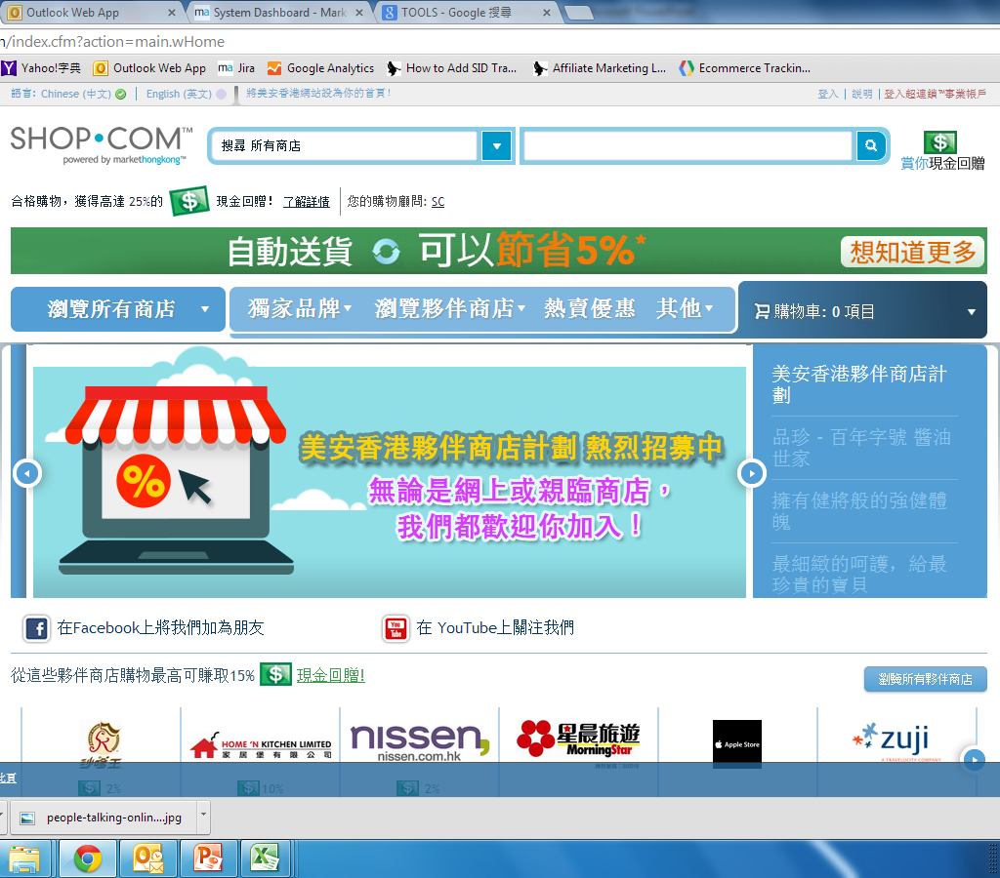 Outlook Web App
System Dashboard - Mark
TOOLS - Google 搜尋
n/index.cfm?action=main.wHome
Yahoo!字典 Outlook Web App Jira Google Analytics How to Add SID Tra... Affiliate Marketing L... Ecommerce Trackin...
語言: Chinese (中文) | English (英文) 將美安香港網站設為你的首頁!
登入 | 說明 | 登入超連鎖™事業帳戶
SHOP•COM™
powered by markethongkong™
搜尋 所有商店
賞你現金回贈
合格購物，獲得高達 25%的 現金回贈! 了解詳情 您的購物顧問: SC
自動送貨 可以節省5%* 想知道更多
瀏覽所有商店 獨家品牌 瀏覽夥伴商店 熱賣優惠 其他 購物車: 0 項目
美安香港夥伴商店計劃 熱烈招募中
無論是網上或親臨商店，
我們都歡迎你加入！
美安香港夥伴商店計
劃
品珍 - 百年字號 醬油
世家
擁有健將般的強健體
魄
最細緻的呵護，給最
珍貴的寶貝
在Facebook上將我們加為朋友
You Tube
在 YouTube上關注我們
從這些夥伴商店購物最高可賺取15% 現金回贈!
瀏覽所有夥伴商店
HOME 'N KITCHEN LIMITED
家居堡有限公司
nissen,
nissen.com.hk
星晨旅遊
MorningStar
Apple Store
zuji
A TRAVELOCITY COMPANY
2% 10% 2%
此頁
people-talking-onlin....jpg